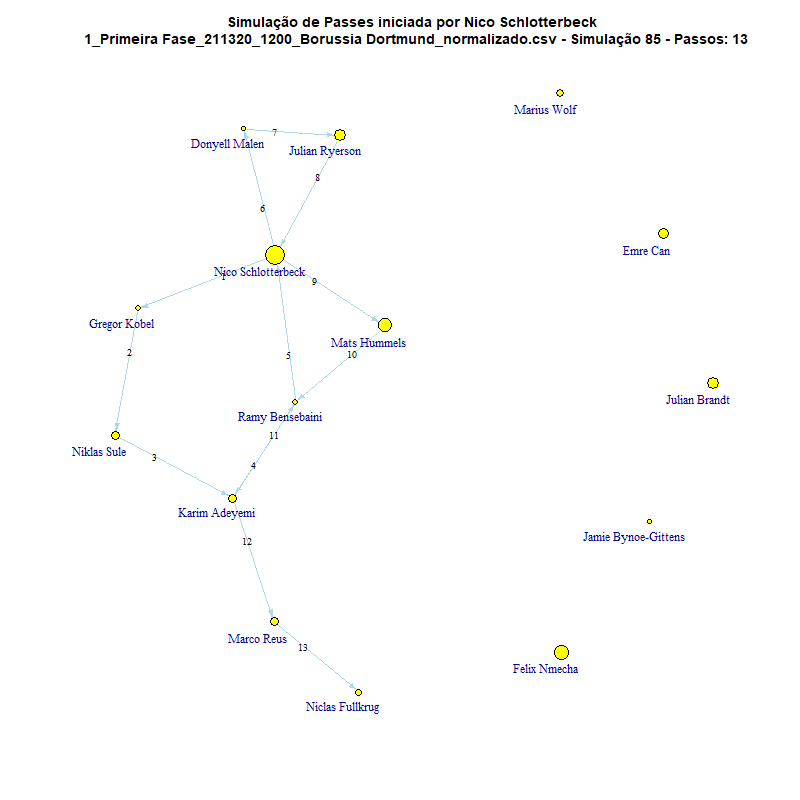 Simulação de Passes iniciada por Nico Schlotterbeck
1_Primeira Fase_211320_1200_Borussia Dortmund_normalizado.csv - Simulação 85 - Passos: 13
Marius Wolf
7
Donyell Malen
Julian Ryerson
8
6
Emre Can
Nico Schlotterbeck
1
9
Gregor Kobel
Mats Hummels
2
5
10
Julian Brandt
Ramy Bensebaini
11
Niklas Sule
3
4
Karim Adeyemi
Jamie Bynoe-Gittens
12
Marco Reus
13
Felix Nmecha
Niclas Fullkrug